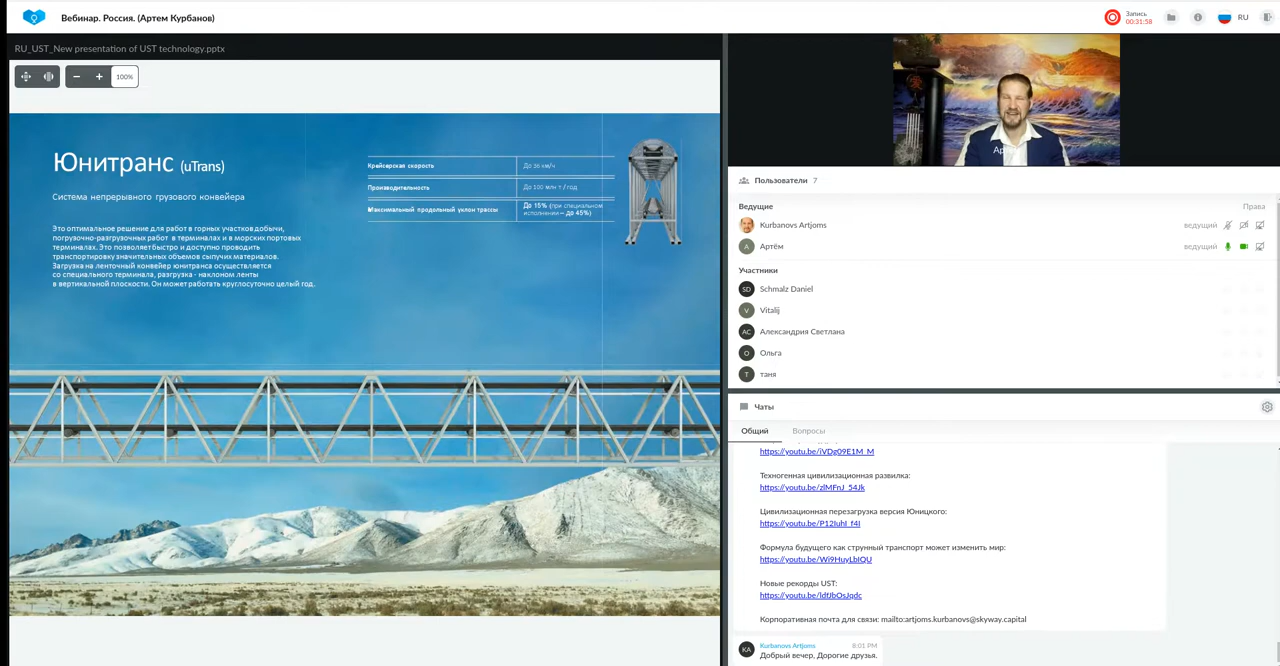 Вебинар. Россия. (Артем Курбанов)
Запись
00:31:58
RU
RU_UST_New presentation of UST technology.pptx
100%
Юнитранс (uTrans)
Система непрерывного грузового конвейера
Это оптимальное решение для работ в горных участков добычи,
погрузочно-разгрузочных работ в терминалах и в морских портовых
терминалах. Это позволяет быстро и доступно проводить
транспортировку значительных объемов сыпучих материалов.
Загрузка на ленточный конвейер юнитранса осуществляется
со специального терминала, разгрузка - наклоном ленты
в вертикальной плоскости. Он может работать круглосуточно целый год.
Крейсерская скорость
До 36 км/ч
Производительность
До 100 млн т / год
Максимальный продольный уклон трассы
До 15% (при специальном
исполнении – до 45%)
Пользователи 7
Ведущие
Права
Kurbanovs Artjoms
ведущий
А
Артём
ведущий
Участники
SD
Schmalz Daniel
V
Vitalij
АС
Александрия Светлана
О
Ольга
Т
таня
Чаты
Общий
Вопросы
https://youtu.be/iVDg09E1M_M
Техногенная цивилизационная развилка:
https://youtu.be/zlMFnJ_54Jk
Цивилизационная перезагрузка версия Юницкого:
https://youtu.be/P12Iuhl_f4I
Формула будущего как струнный транспорт может изменить мир:
https://youtu.be/Wi9HuyLbIQU
Новые рекорды UST:
https://youtu.be/ldfJbOsJqdc
Корпоративная почта для связи: mailto:artjoms.kurbanovs@skyway.capital
KA
Kurbanovs Artjoms
8:01 PM
Добрый вечер, Дорогие друзья.